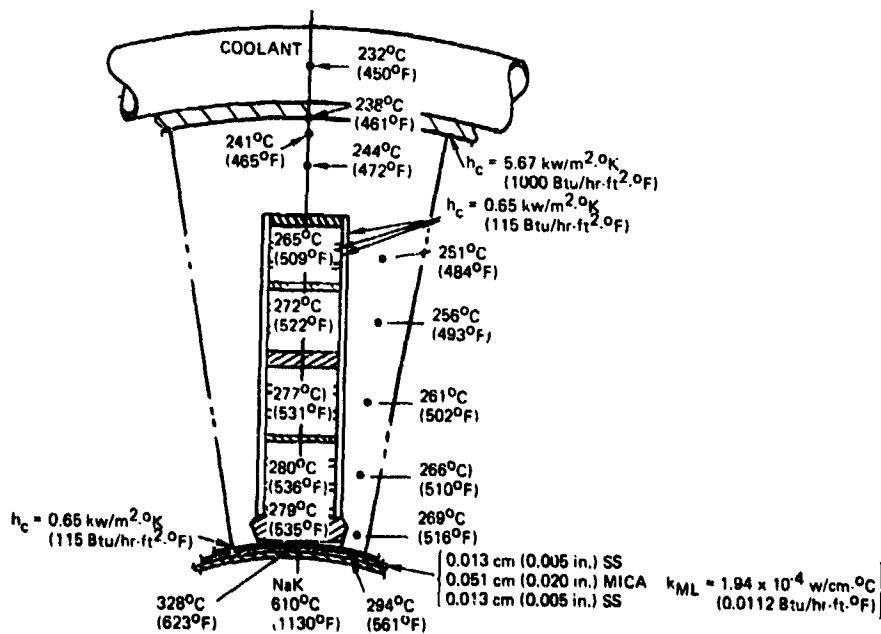 COOLANT
232°C
(450°F)
238°C
(461°F)
241°C
(465°F)
244°C
(472°F)
h_c = 5.67 kw/m²·°K
(1000 Btu/hr·ft²·°F)
h_c = 0.65 kw/m²·°K
(115 Btu/hr·ft²·°F)
265°C
(509°F)
251°C
(484°F)
272°C
(522°F)
256°C
(493°F)
277°C)
(531°F)
261°C
(502°F)
280°C
(536°F)
266°C)
(510°F)
279°C
(535°F)
269°C
(516°F)
h_c = 0.65 kw/m²·°K
(115 Btu/hr·ft²·°F)
0.013 cm (0.005 in.) SS
0.051 cm (0.020 in.) MICA
0.013 cm (0.005 in.) SS
k_ML = 1.94 x 10⁻⁴ w/cm·°C
(0.0112 Btu/hr·ft·°F)
328°C
(623°F)
NaK
610°C
(1130°F)
294°C
(561°F)